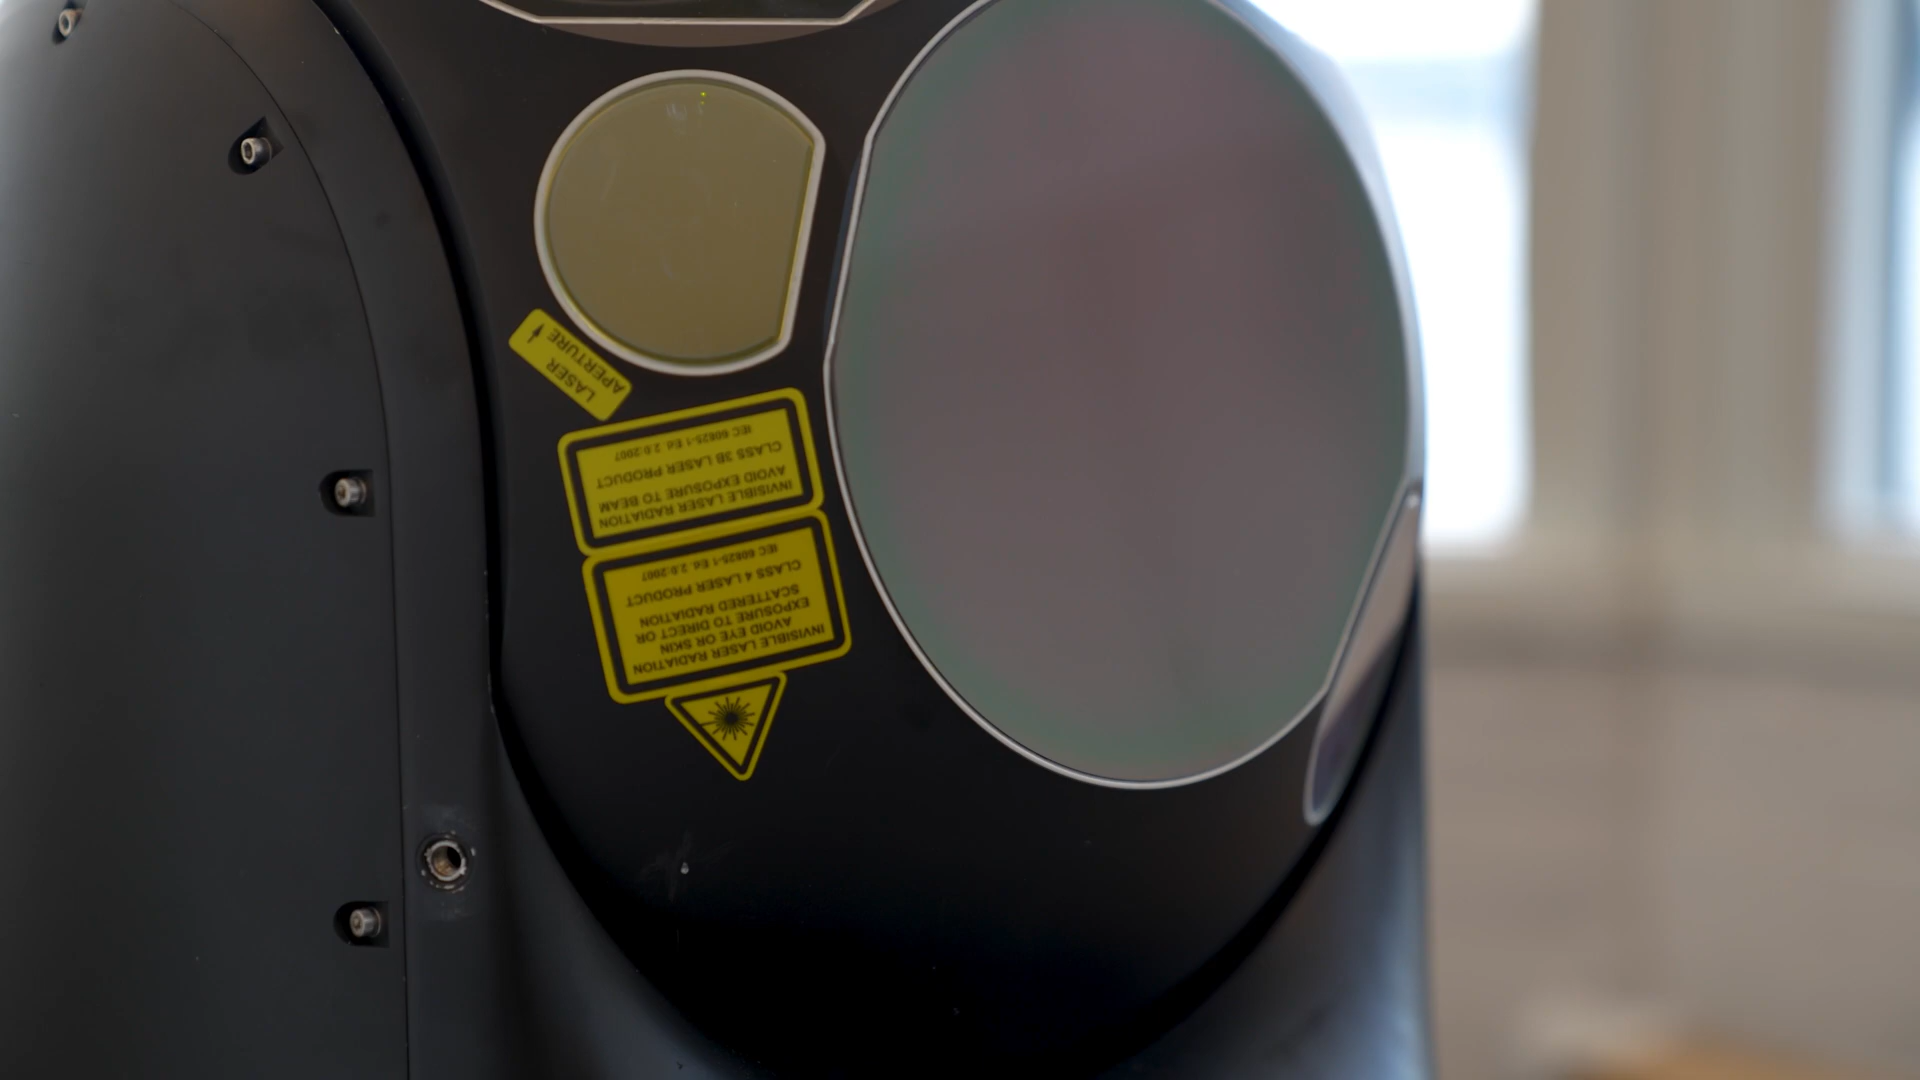 INVISIBLE LASER RADIATION
AVOID EYE OR SKIN
EXPOSURE TO DIRECT OR
SCATTERED RADIATION
CLASS 4 LASER PRODUCT
IEC 60825-1 Ed. 2.0:2007
INVISIBLE LASER RADIATION
AVOID EXPOSURE TO BEAM
CLASS 3B LASER PRODUCT
IEC 60825-1 Ed. 2.0:2007
LASER
APERTURE